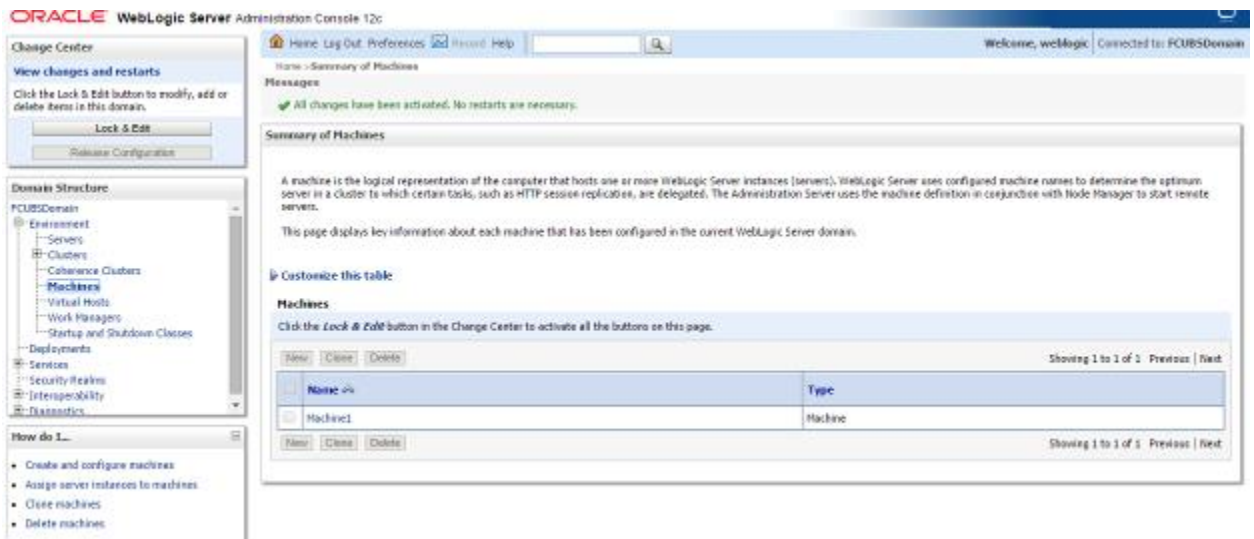 ORACLE WebLogic Server Administration Console 12c
Change Center
View changes and restarts
Click the Lock & Edit button to modify, add or
delete items in this domain.
Lock & Edit
Release Configuration
Domain Structure
FCUBSDomain
Environment
Servers
Clusters
Coherence Clusters
Machines
Virtual Hosts
Work Managers
Startup and Shutdown Classes
Deployments
Services
Security Realms
Interoperability
Diagnostics
How do I...
Create and configure machines
Assign server instances to machines
Clone machines
Delete machines
Home Log Out Preferences Record Help
Welcome, weblogic Connected to: FCUBSDomain
Home > Summary of Machines
Messages
All changes have been activated. No restarts are necessary.
Summary of Machines
A machine is the logical representation of the computer that hosts one or more WebLogic Server instances (servers). WebLogic Server uses configured machine names to determine the optimum
server in a cluster to which certain tasks, such as HTTP session replication, are delegated. The Administration Server uses the machine definition in conjunction with Node Manager to start remote
servers.
This page displays key information about each machine that has been configured in the current WebLogic Server domain.
Customize this table
Machines
Click the Lock & Edit button in the Change Center to activate all the buttons on this page.
New Clone Delete Showing 1 to 1 of 1 Previous | Next
Name Type
Machine1 Machine
New Clone Delete Showing 1 to 1 of 1 Previous | Next